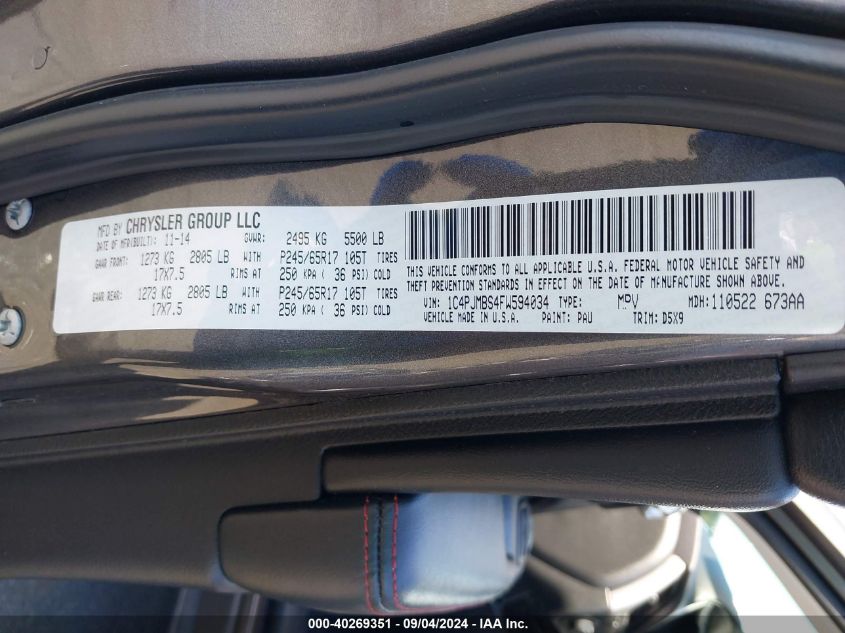 MFD BY CHRYSLER GROUP LLC
DATE OF MFR(BUILT): 11-14 GVWR: 2495 KG 5500 LB
GAWR FRONT: 1273 KG 2805 LB WITH P245/65R17 105T TIRES
17X7.5 RIMS AT 250 KPA ( 36 PSI) COLD
GAWR REAR: 1273 KG 2805 LB WITH P245/65R17 105T TIRES
17X7.5 RIMS AT 250 KPA ( 36 PSI) COLD
THIS VEHICLE CONFORMS TO ALL APPLICABLE U.S.A. FEDERAL MOTOR VEHICLE SAFETY AND
THEFT PREVENTION STANDARDS IN EFFECT ON THE DATE OF MANUFACTURE SHOWN ABOVE.
VIN: 1C4PJMBS4FW594034 TYPE: MPV MDH: 110522 673AA
VEHICLE MADE IN U.S.A. PAINT: PAU TRIM: D5X9
000-40269351 - 09/04/2024 - IAA Inc.